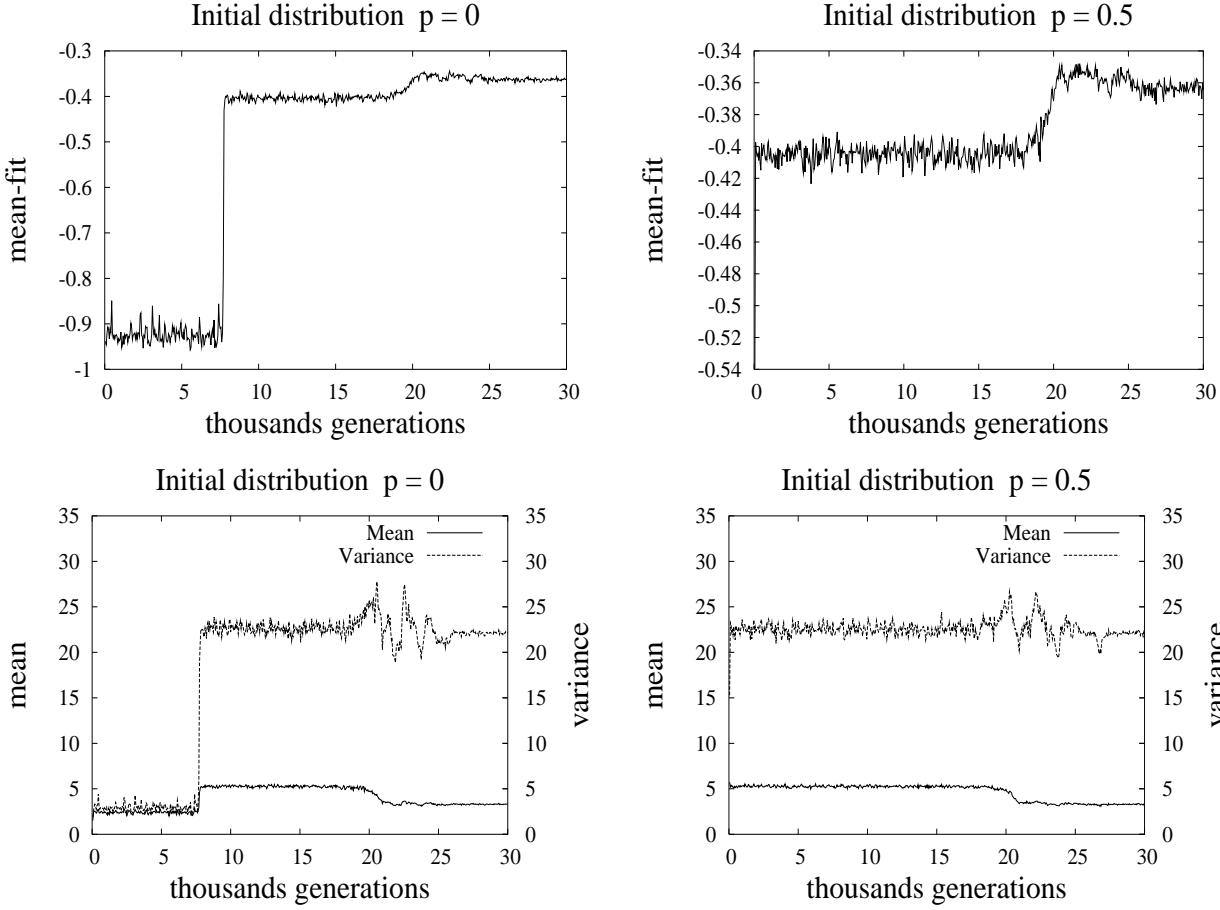 Initial distribution p = 0
-0.3
-0.4
-0.5
-0.6
-0.7
-0.8
-0.9
-1
mean-fit
0 5 10 15 20 25 30
thousands generations
Initial distribution p = 0.5
-0.34
-0.36
-0.38
-0.4
-0.42
-0.44
-0.46
-0.48
-0.5
-0.52
-0.54
mean-fit
0 5 10 15 20 25 30
thousands generations
Initial distribution p = 0
35
30
25
20
15
10
5
0
mean
Mean
Variance
35
30
25
20
15
10
5
0
variance
0 5 10 15 20 25 30
thousands generations
Initial distribution p = 0.5
35
30
25
20
15
10
5
0
mean
Mean
Variance
35
30
25
20
15
10
5
0
variance
0 5 10 15 20 25 30
thousands generations